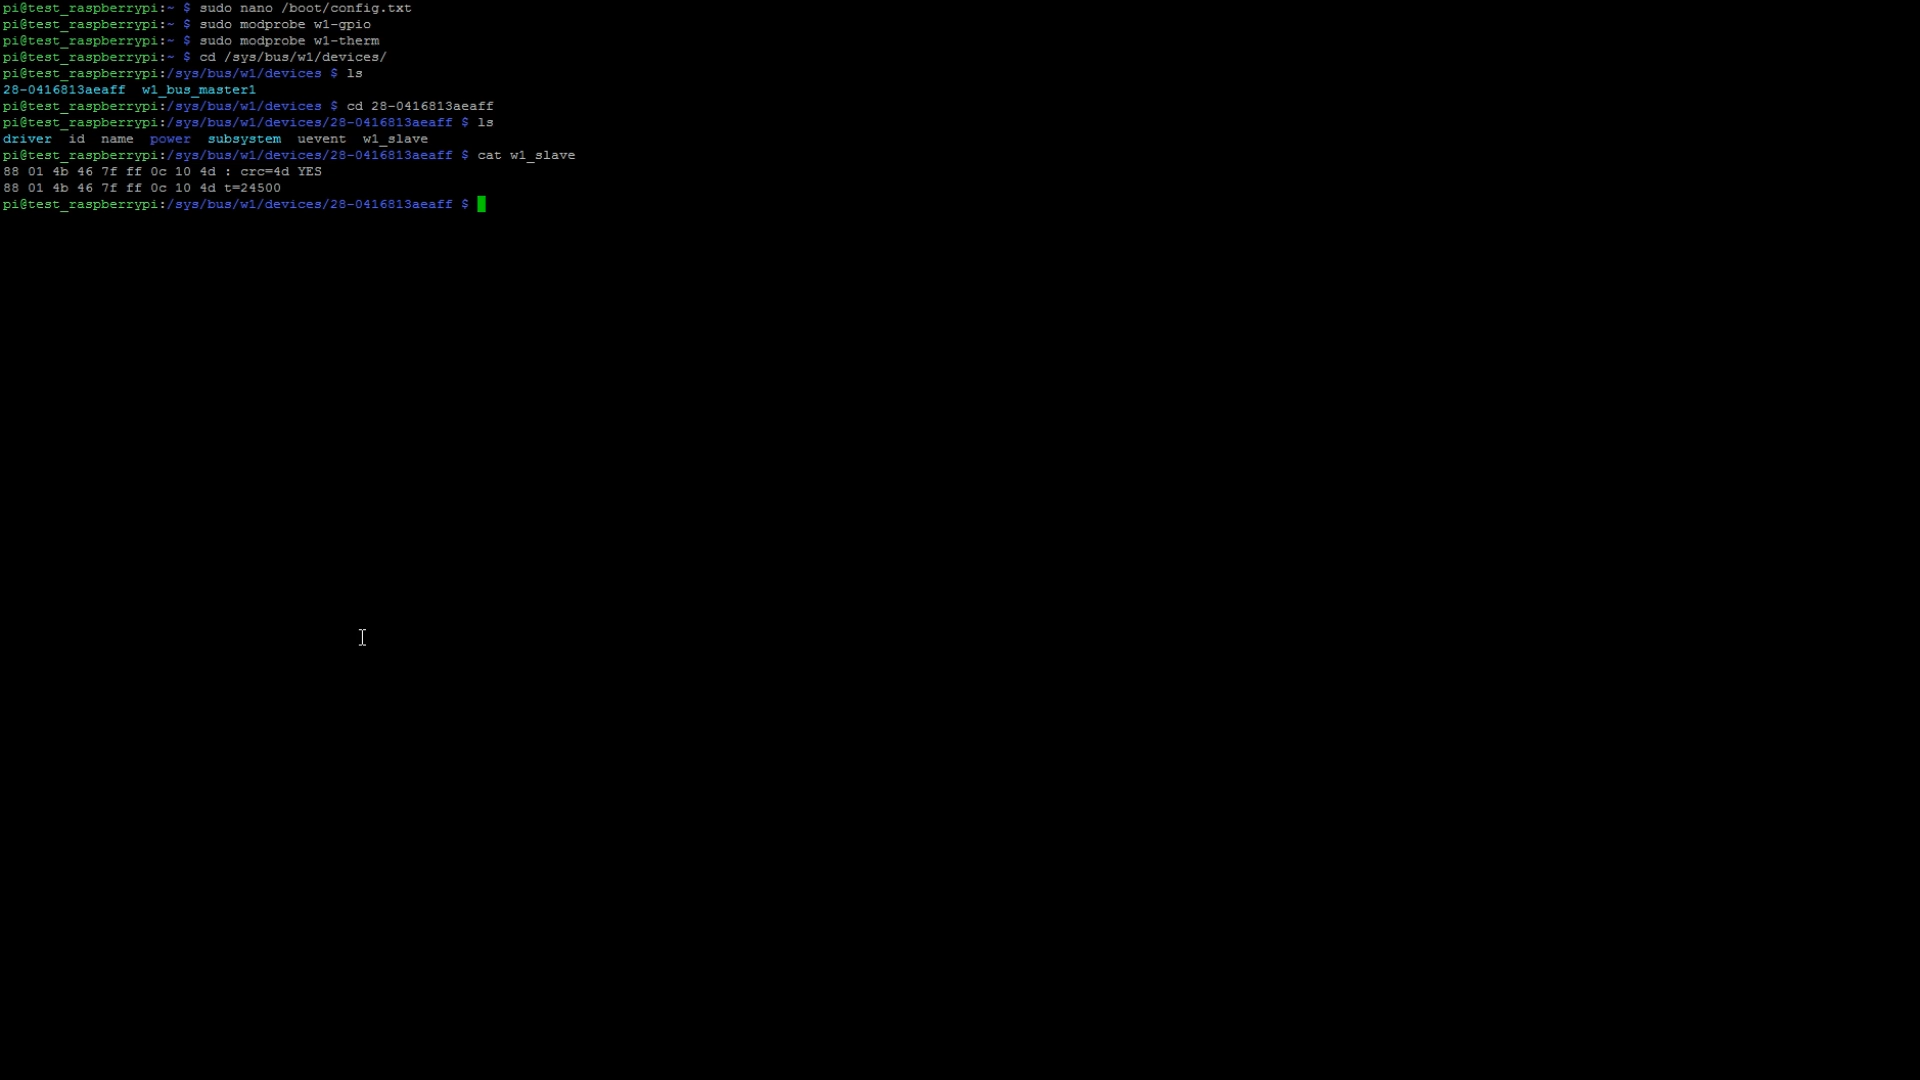 pi@test_raspberrypi:~ $ sudo nano /boot/config.txt
pi@test_raspberrypi:~ $ sudo modprobe w1-gpio
pi@test_raspberrypi:~ $ sudo modprobe w1-therm
pi@test_raspberrypi:~ $ cd /sys/bus/w1/devices/
pi@test_raspberrypi:/sys/bus/w1/devices $ ls
28-0416813aeaff  w1_bus_master1
pi@test_raspberrypi:/sys/bus/w1/devices $ cd 28-0416813aeaff
pi@test_raspberrypi:/sys/bus/w1/devices/28-0416813aeaff $ ls
driver  id  name  power  subsystem  uevent  w1_slave
pi@test_raspberrypi:/sys/bus/w1/devices/28-0416813aeaff $ cat w1_slave
88 01 4b 46 7f ff 0c 10 4d : crc=4d YES
88 01 4b 46 7f ff 0c 10 4d t=24500
pi@test_raspberrypi:/sys/bus/w1/devices/28-0416813aeaff $